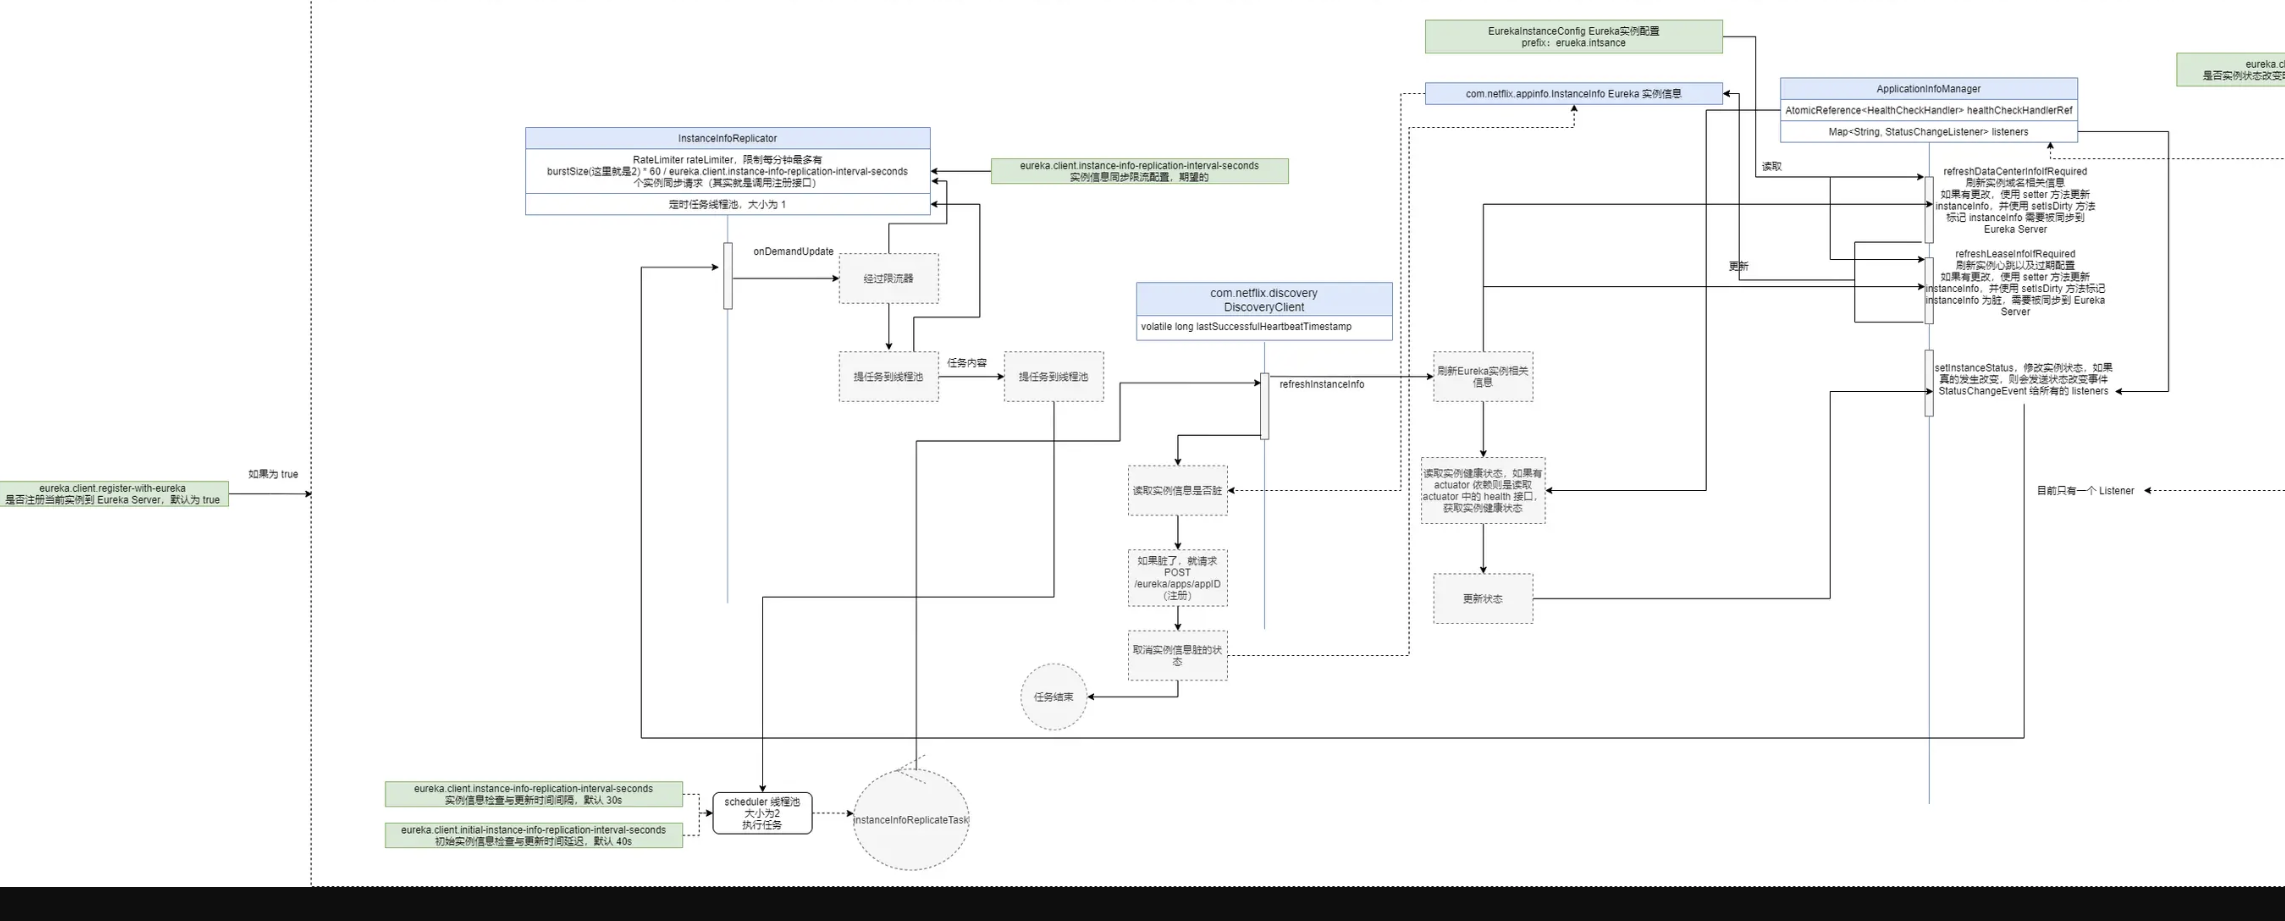 EurekaInstanceConfig Eureka实例配置
prefix：erueka.intsance
eureka.cl
是否实例状态改变时
com.netflix.appinfo.InstanceInfo Eureka 实例信息
ApplicationInfoManager
AtomicReference<HealthCheckHandler> healthCheckHandlerRef
Map<String, StatusChangeListener> listeners
InstanceInfoReplicator
RateLimiter rateLimiter，限制每分钟最多有
burstSize(这里就是2) * 60 / eureka.client.instance-info-replication-interval-seconds
个实例同步请求（其实就是调用注册接口）
定时任务线程池，大小为 1
eureka.client.instance-info-replication-interval-seconds
实例信息同步限流配置，期望的
读取
refreshDataCenterInfoIfRequired
刷新实例域名相关信息
如果有更改，使用 setter 方法更新
instanceInfo，并使用 setIsDirty 方法
标记 instanceInfo 需要被同步到
Eureka Server
onDemandUpdate
经过限流器
更新
refreshLeaseInfoIfRequired
刷新实例心跳以及过期配置
如果有更改，使用 setter 方法更新
instanceInfo，并使用 setIsDirty 方法标记
instanceInfo 为脏，需要被同步到 Eureka
Server
com.netflix.discovery
DiscoveryClient
volatile long lastSuccessfulHeartbeatTimestamp
提任务到线程池
任务内容
提任务到线程池
refreshInstanceInfo
刷新Eureka实例相关
信息
setInstanceStatus，修改实例状态，如果
真的发生改变，则会发送状态改变事件
StatusChangeEvent 给所有的 listeners
如果为 true
eureka.client.register-with-eureka
是否注册当前实例到 Eureka Server，默认为 true
读取实例信息是否脏
读取实例健康状态，如果有
actuator 依赖则是读取
actuator 中的 health 接口，
获取实例健康状态
目前只有一个 Listener
如果脏了，就请求
POST
/eureka/apps/appID
（注册）
更新状态
取消实例信息脏的状
态
任务结束
eureka.client.instance-info-replication-interval-seconds
实例信息检查与更新时间间隔，默认 30s
eureka.client.initial-instance-info-replication-interval-seconds
初始实例信息检查与更新时间延迟，默认 40s
scheduler 线程池
大小为2
执行任务
InstanceInfoReplicateTask